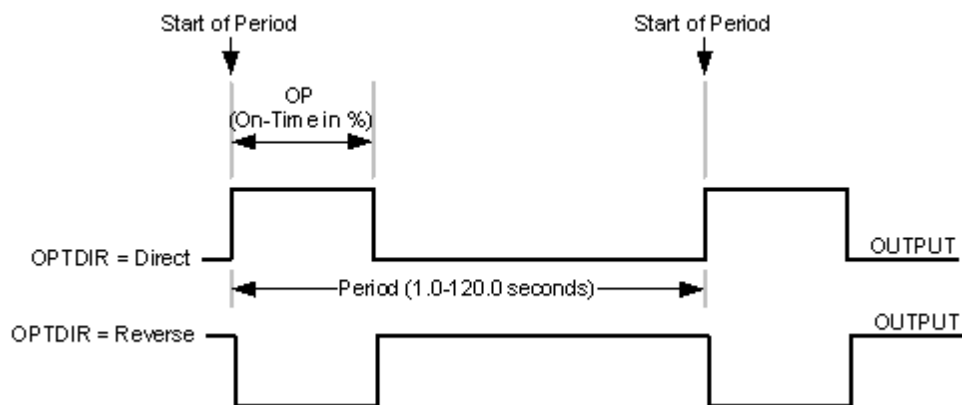 Start of Period
Start of Period
OP
(On-Time in %)
OPTDIR = Direct
OUTPUT
Period (1.0-120.0 seconds)
OPTDIR = Reverse
OUTPUT